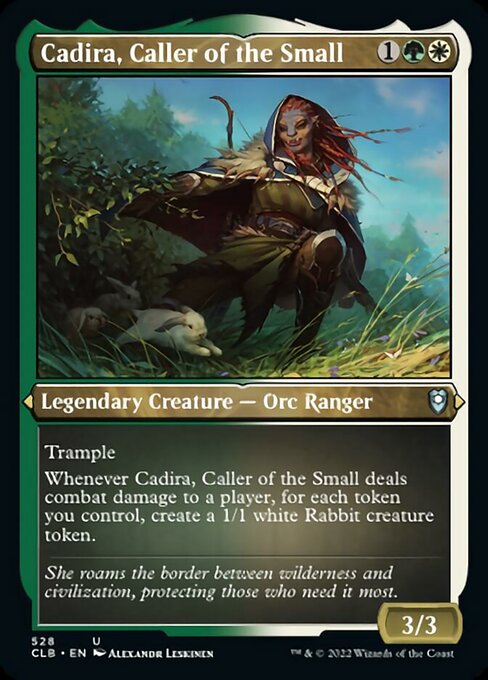 Cadira, Caller of the Small 1
Legendary Creature — Orc Ranger
Trample
Whenever Cadira, Caller of the Small deals
combat damage to a player, for each token
you control, create a 1/1 white Rabbit creature
token.
She roams the border between wilderness and
civilization, protecting those who need it most.
3/3
528 U
CLB • EN Alexandr Leskinen
™ & © 2022 Wizards of the Coast